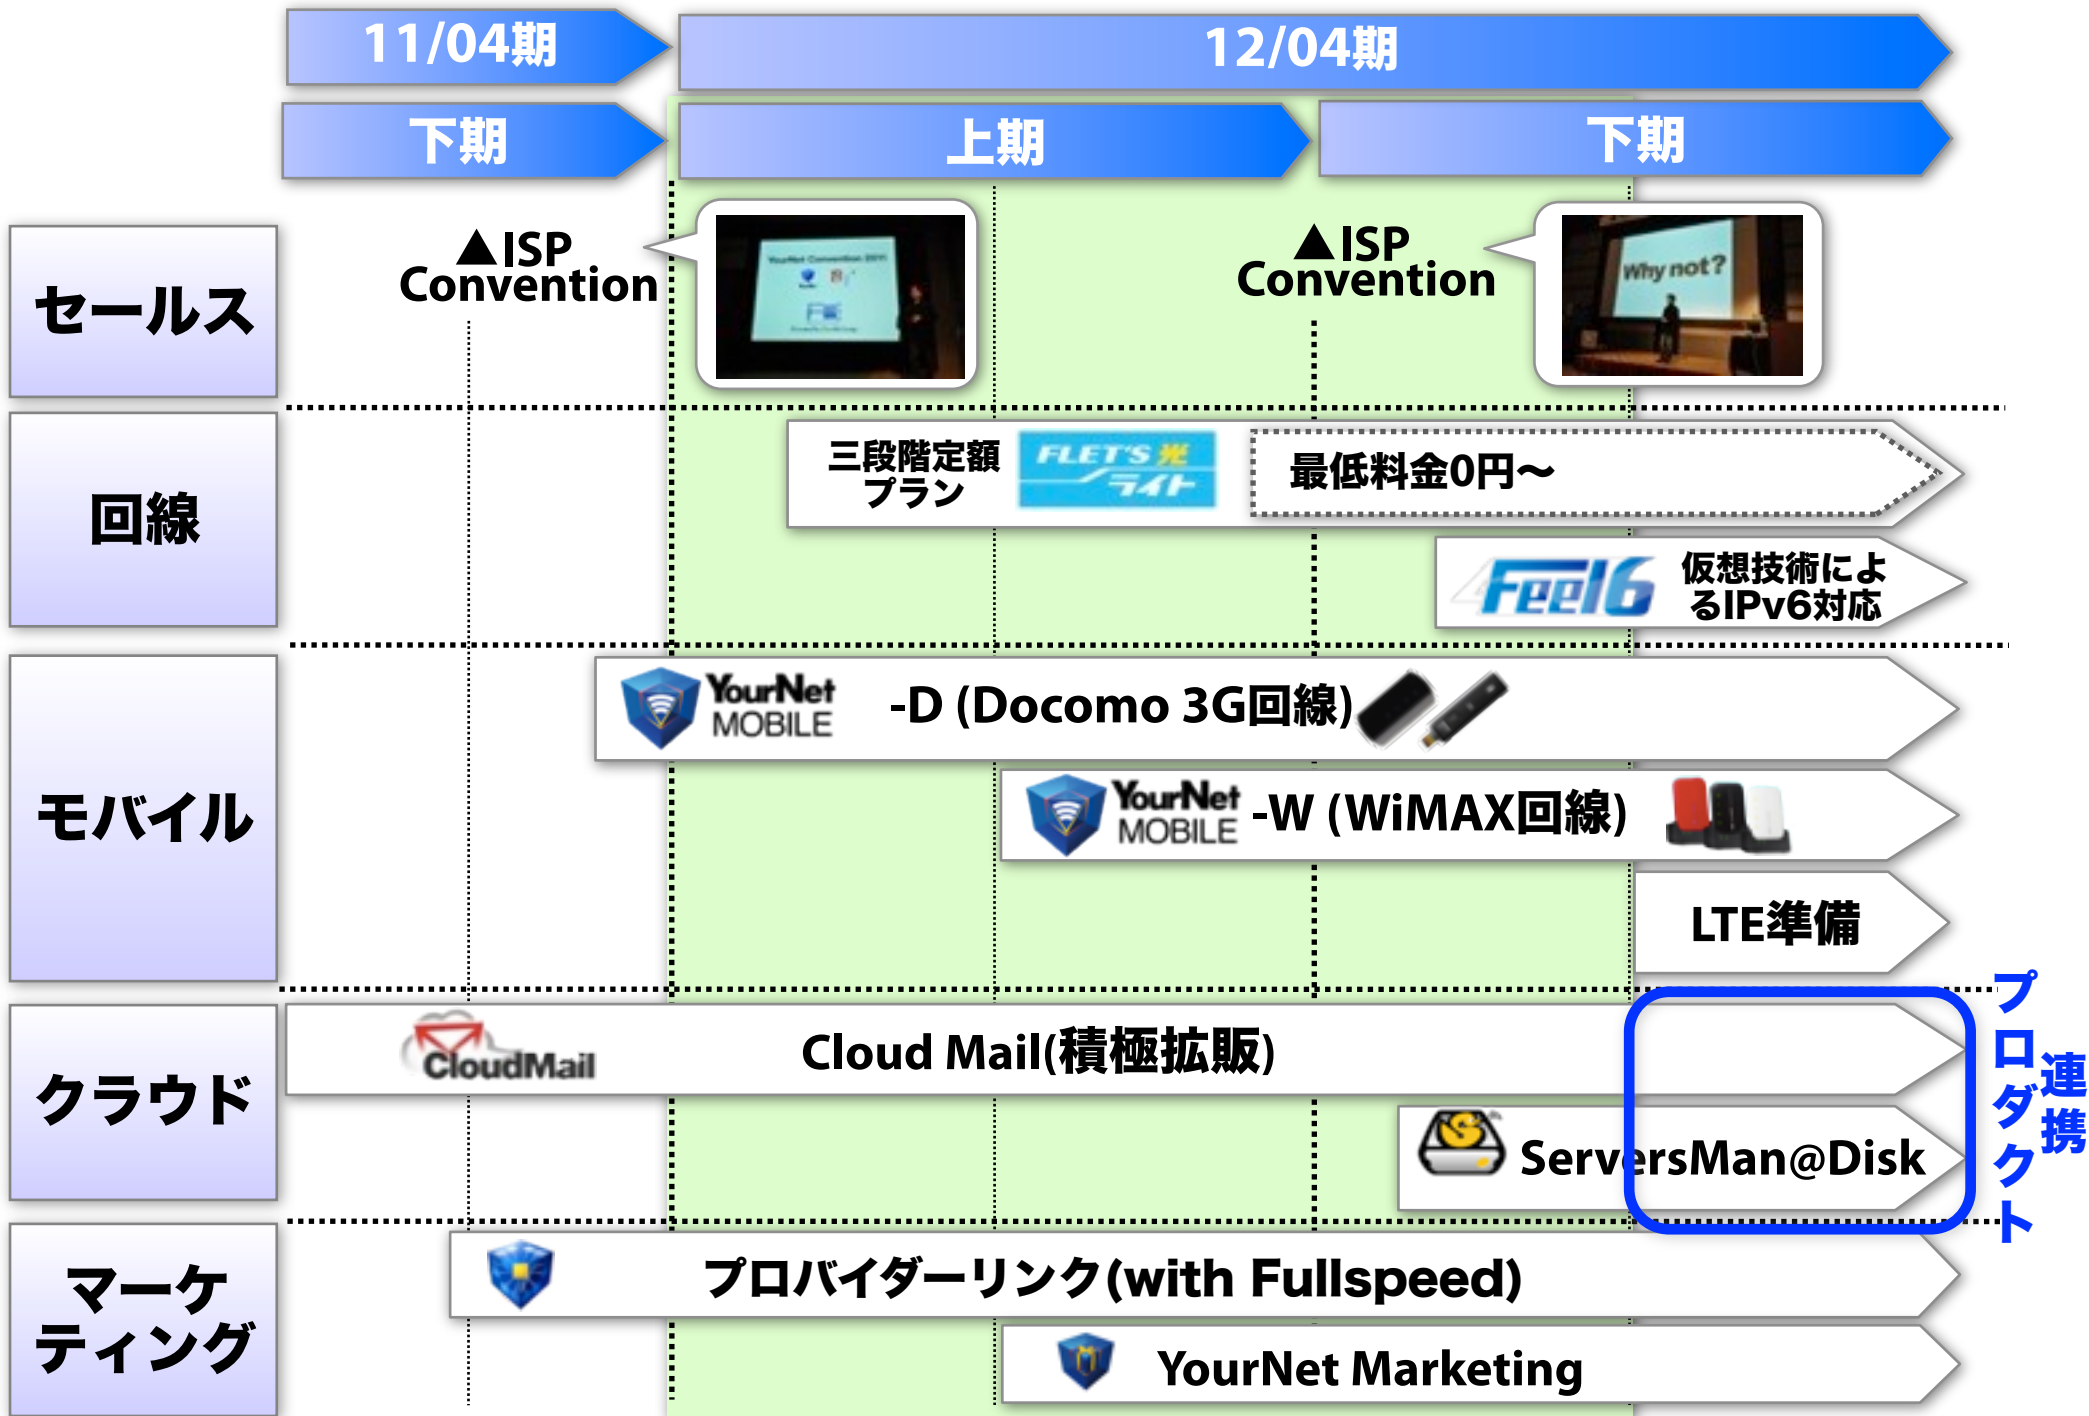 11/04期
12/04期
下期
上期
下期
セールス
▲ISP
Convention
YourNet Convention 2011
▲ISP
Convention
Why not?
回線
三段階定額
プラン
FLET'S 光
ライト
最低料金0円〜
4Feel6
仮想技術によ
るIPv6対応
モバイル
YourNet
MOBILE
-D (Docomo 3G回線)
YourNet
MOBILE
-W (WiMAX回線)
LTE準備
クラウド
CloudMail
Cloud Mail(積極拡販)
ServersMan@Disk
プロダクト
連携
マーケ
ティング
プロバイダーリンク(with Fullspeed)
YourNet Marketing